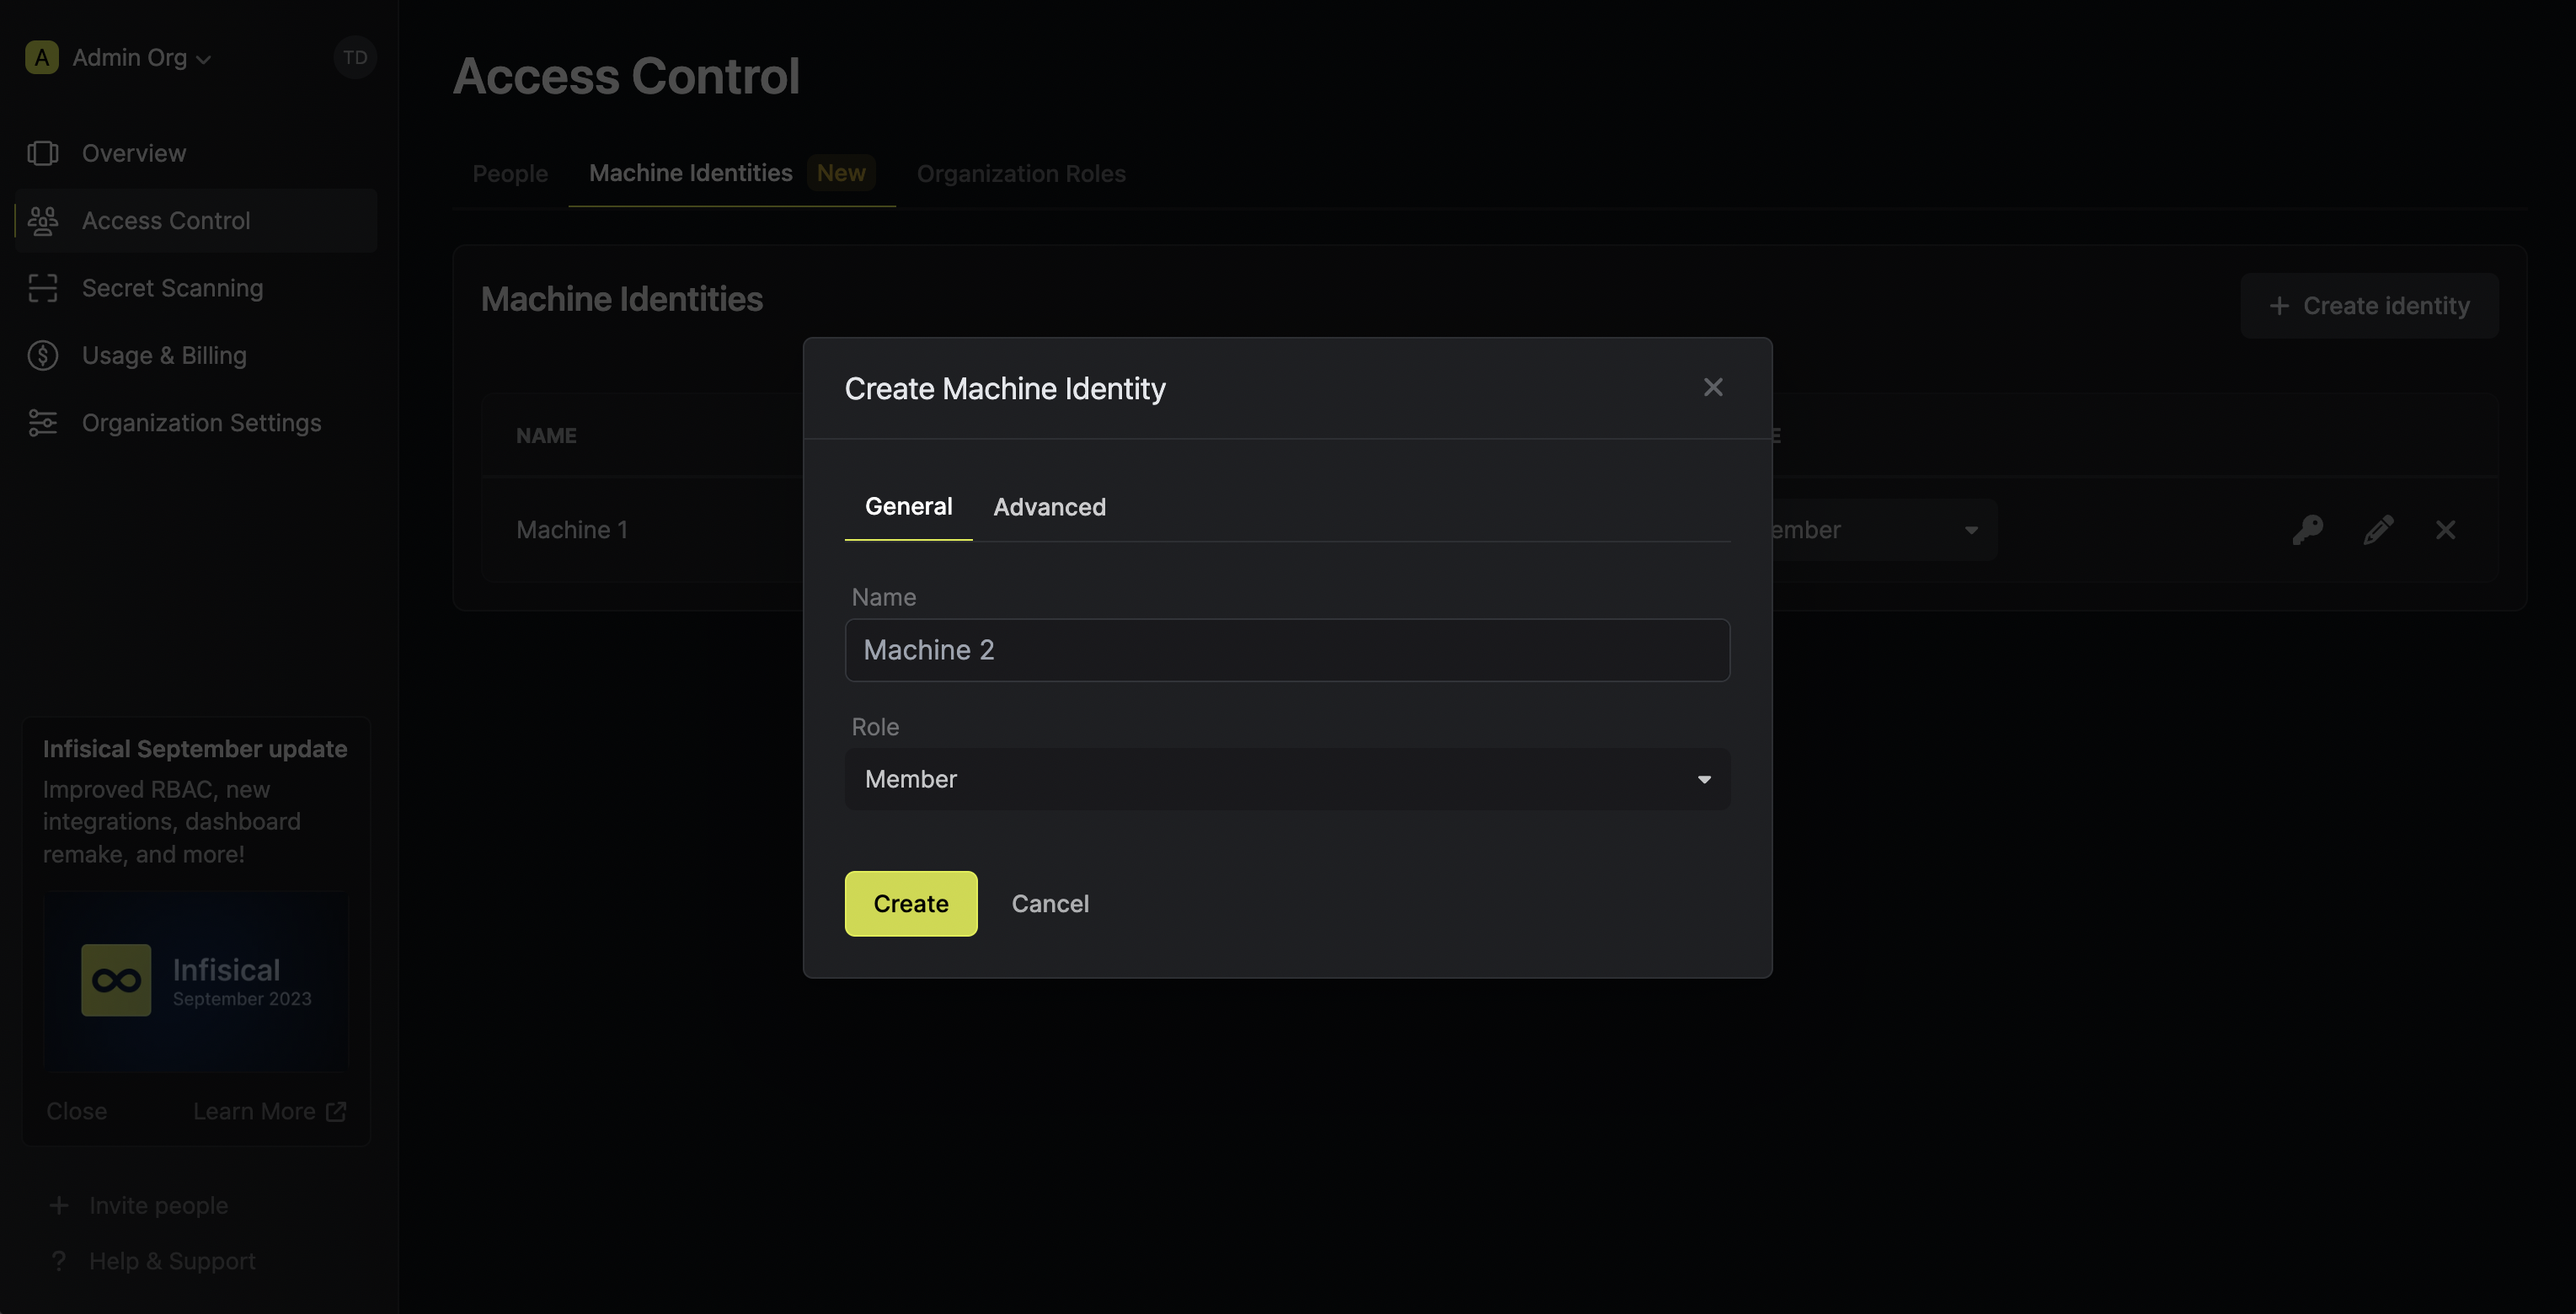 A Admin Org
TD
Overview
Access Control
Secret Scanning
Usage & Billing
Organization Settings
Infisical September update
Improved RBAC, new
integrations, dashboard
remake, and more!
Infisical
September 2023
Close
Learn More
Invite people
? Help & Support
Access Control
People
Machine Identities New
Organization Roles
Machine Identities
+ Create identity
NAME
E
Machine 1
ember
Create Machine Identity
General
Advanced
Name
Machine 2
Role
Member
Create
Cancel